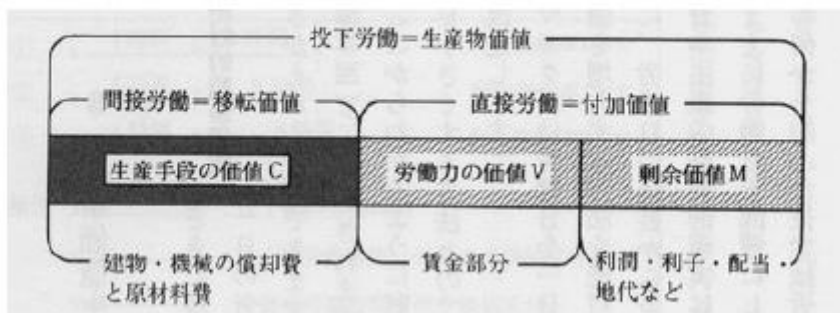 投下労働=生産物価値
間接労働=移転価値
直接労働=付加価値
生産手段の価値C
労働力の価値V
剰余価値M
建物・機械の償却費
と原材料費
賃金部分
利潤・利子・配当・
地代など